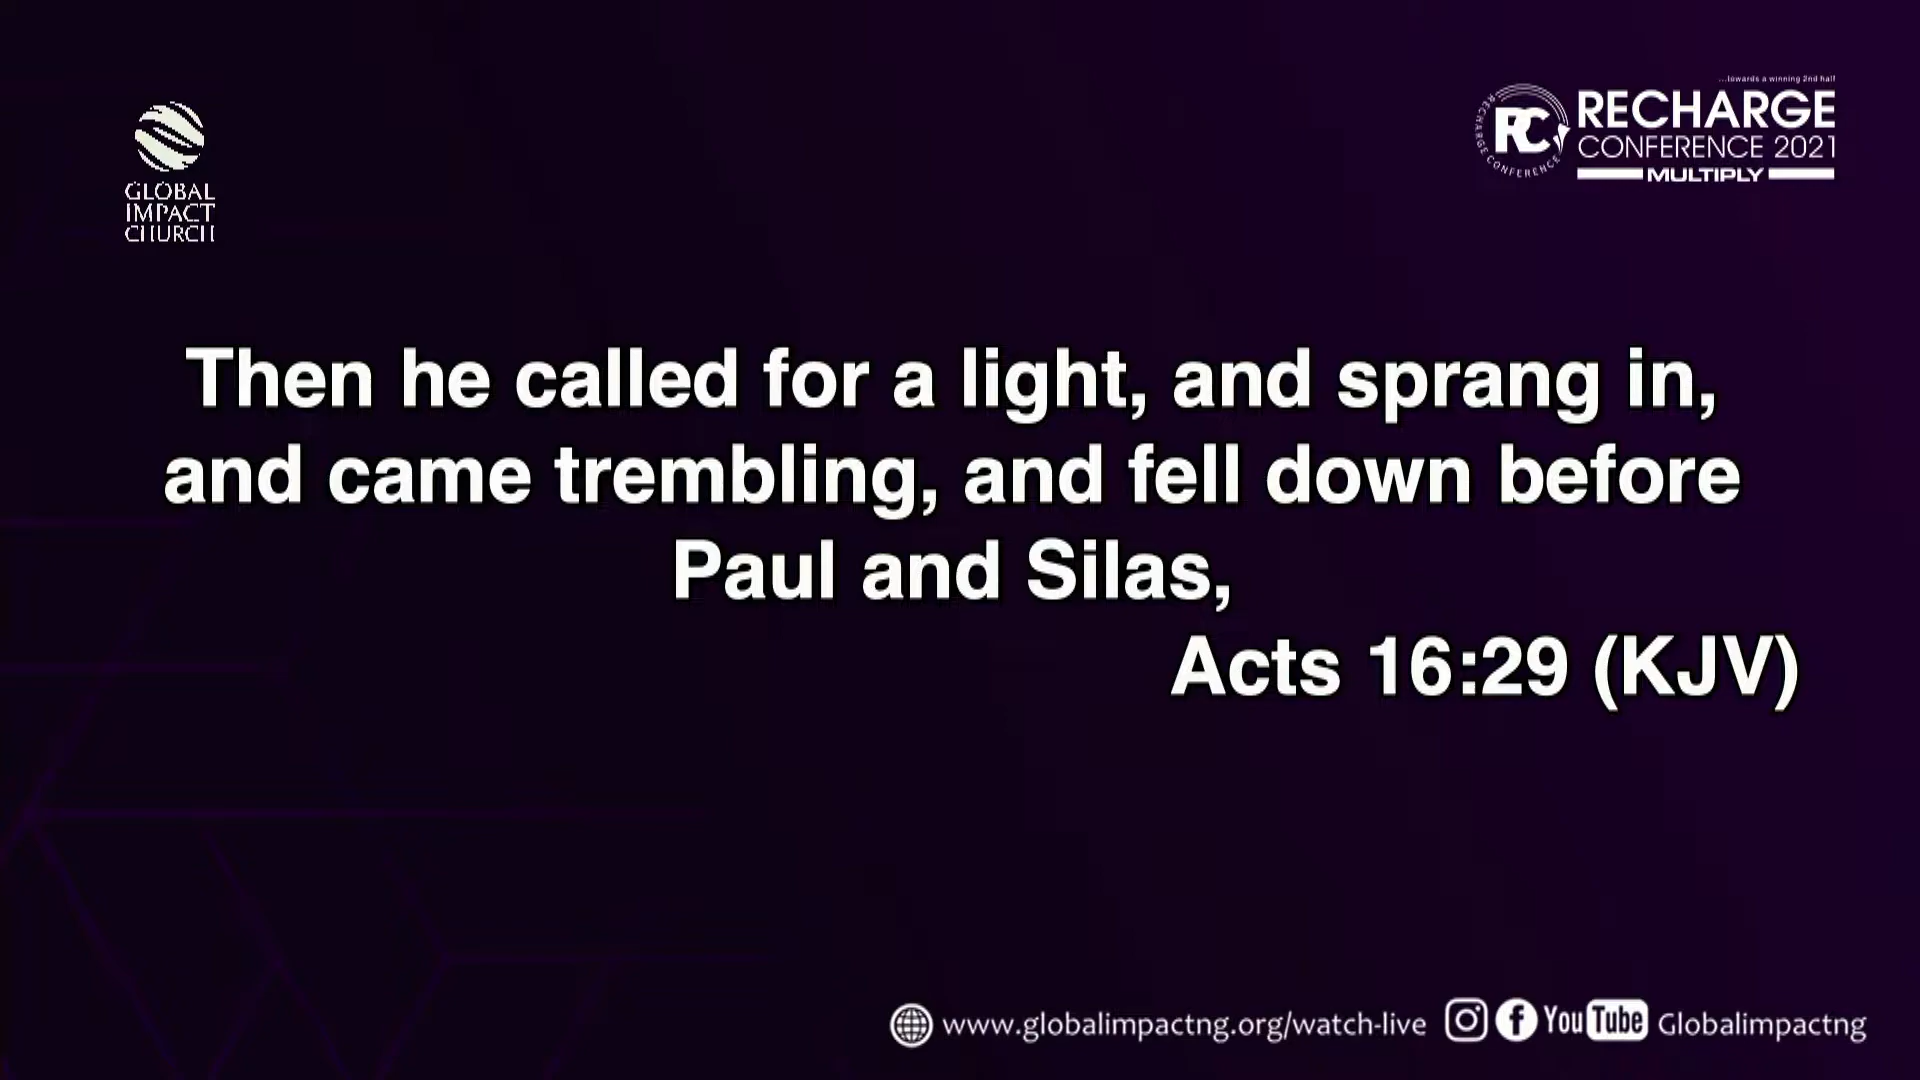 GLOBAL
IMPACT
CHURCH
...towards a winning 2nd half
RC
RECHARGE CONFERENCE
RECHARGE
CONFERENCE 2021
MULTIPLY
Then he called for a light, and sprang in,
and came trembling, and fell down before
Paul and Silas,
Acts 16:29 (KJV)
www.globalimpactng.org/watch-live
YouTube
Globalimpactng